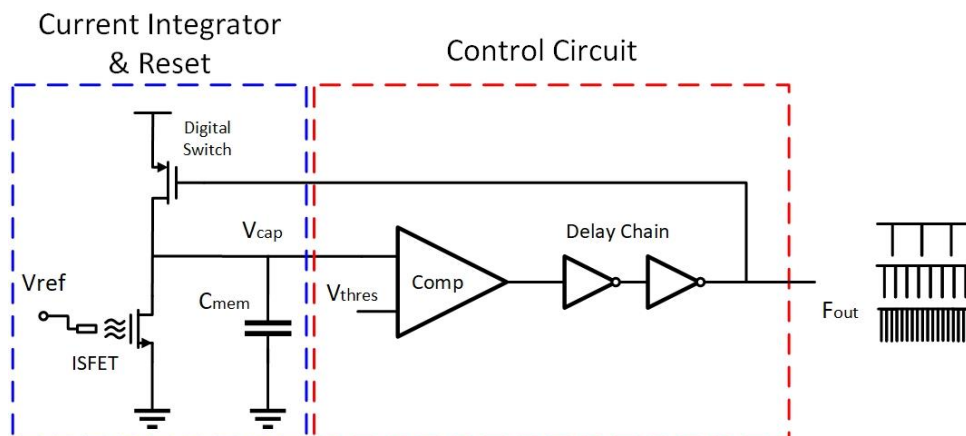 Current Integrator
& Reset
Control Circuit
Digital
Switch
Vcap
Delay Chain
Vref
Cmem
Vthres
Comp
Fout
ISFET